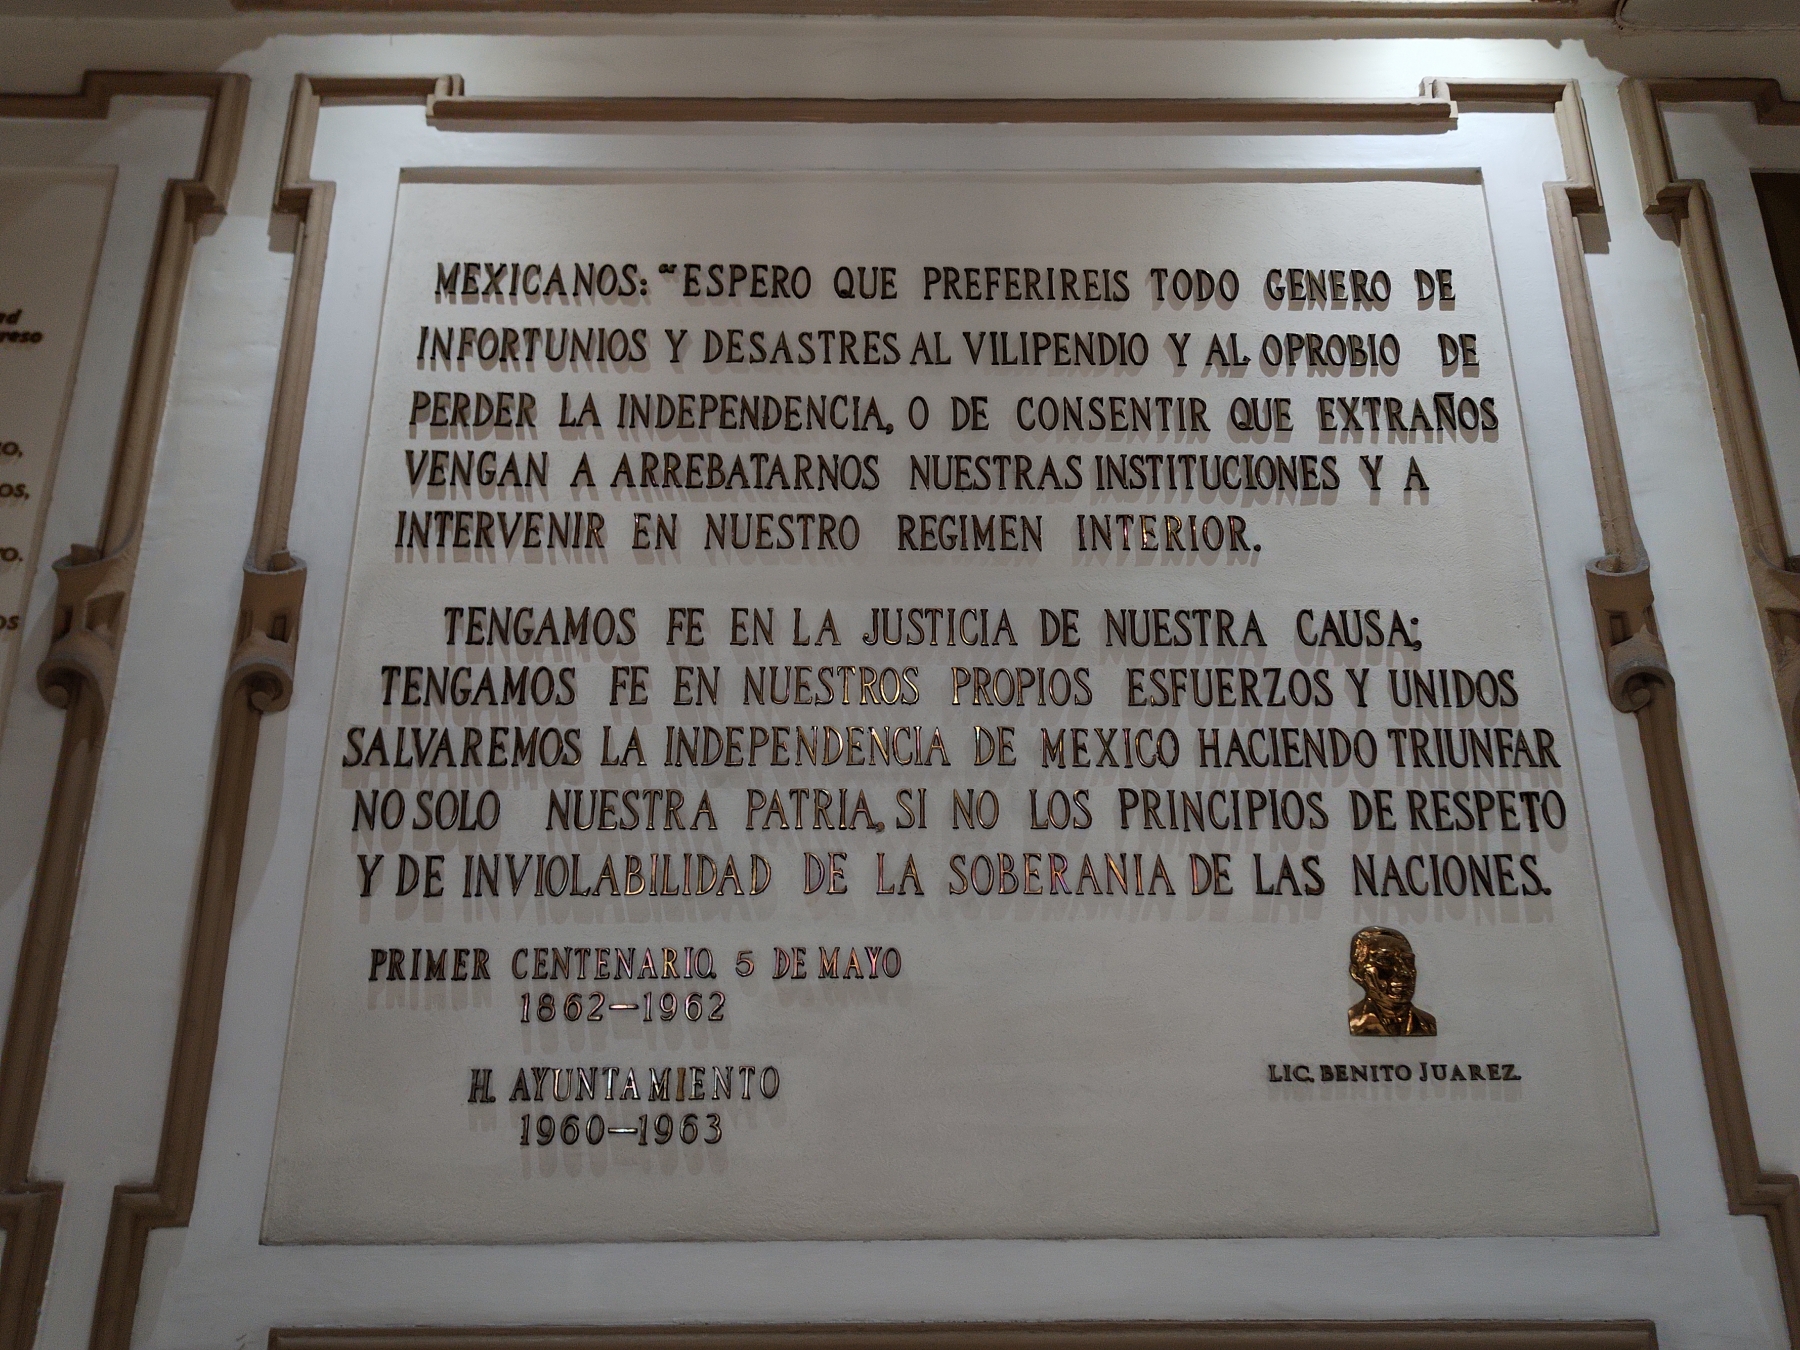 MEXICANOS: "ESPERO QUE PREFERIREIS TODO GENERO DE
INFORTUNIOS Y DESASTRES AL VILIPENDIO Y AL OPROBIO DE
PERDER LA INDEPENDENCIA, O DE CONSENTIR QUE EXTRAÑOS
VENGAN A ARREBATARNOS NUESTRAS INSTITUCIONES Y A
INTERVENIR EN NUESTRO REGIMEN INTERIOR.
TENGAMOS FE EN LA JUSTICIA DE NUESTRA CAUSA;
TENGAMOS FE EN NUESTROS PROPIOS ESFUERZOS Y UNIDOS
SALVAREMOS LA INDEPENDENCIA DE MEXICO HACIENDO TRIUNFAR
NO SOLO NUESTRA PATRIA, SI NO LOS PRINCIPIOS DE RESPETO
Y DE INVIOLABILIDAD DE LA SOBERANIA DE LAS NACIONES.
PRIMER CENTENARIO. 5 DE MAYO
1862-1962
H. AYUNTAMIENTO
1960-1963
LIC. BENITO JUAREZ.